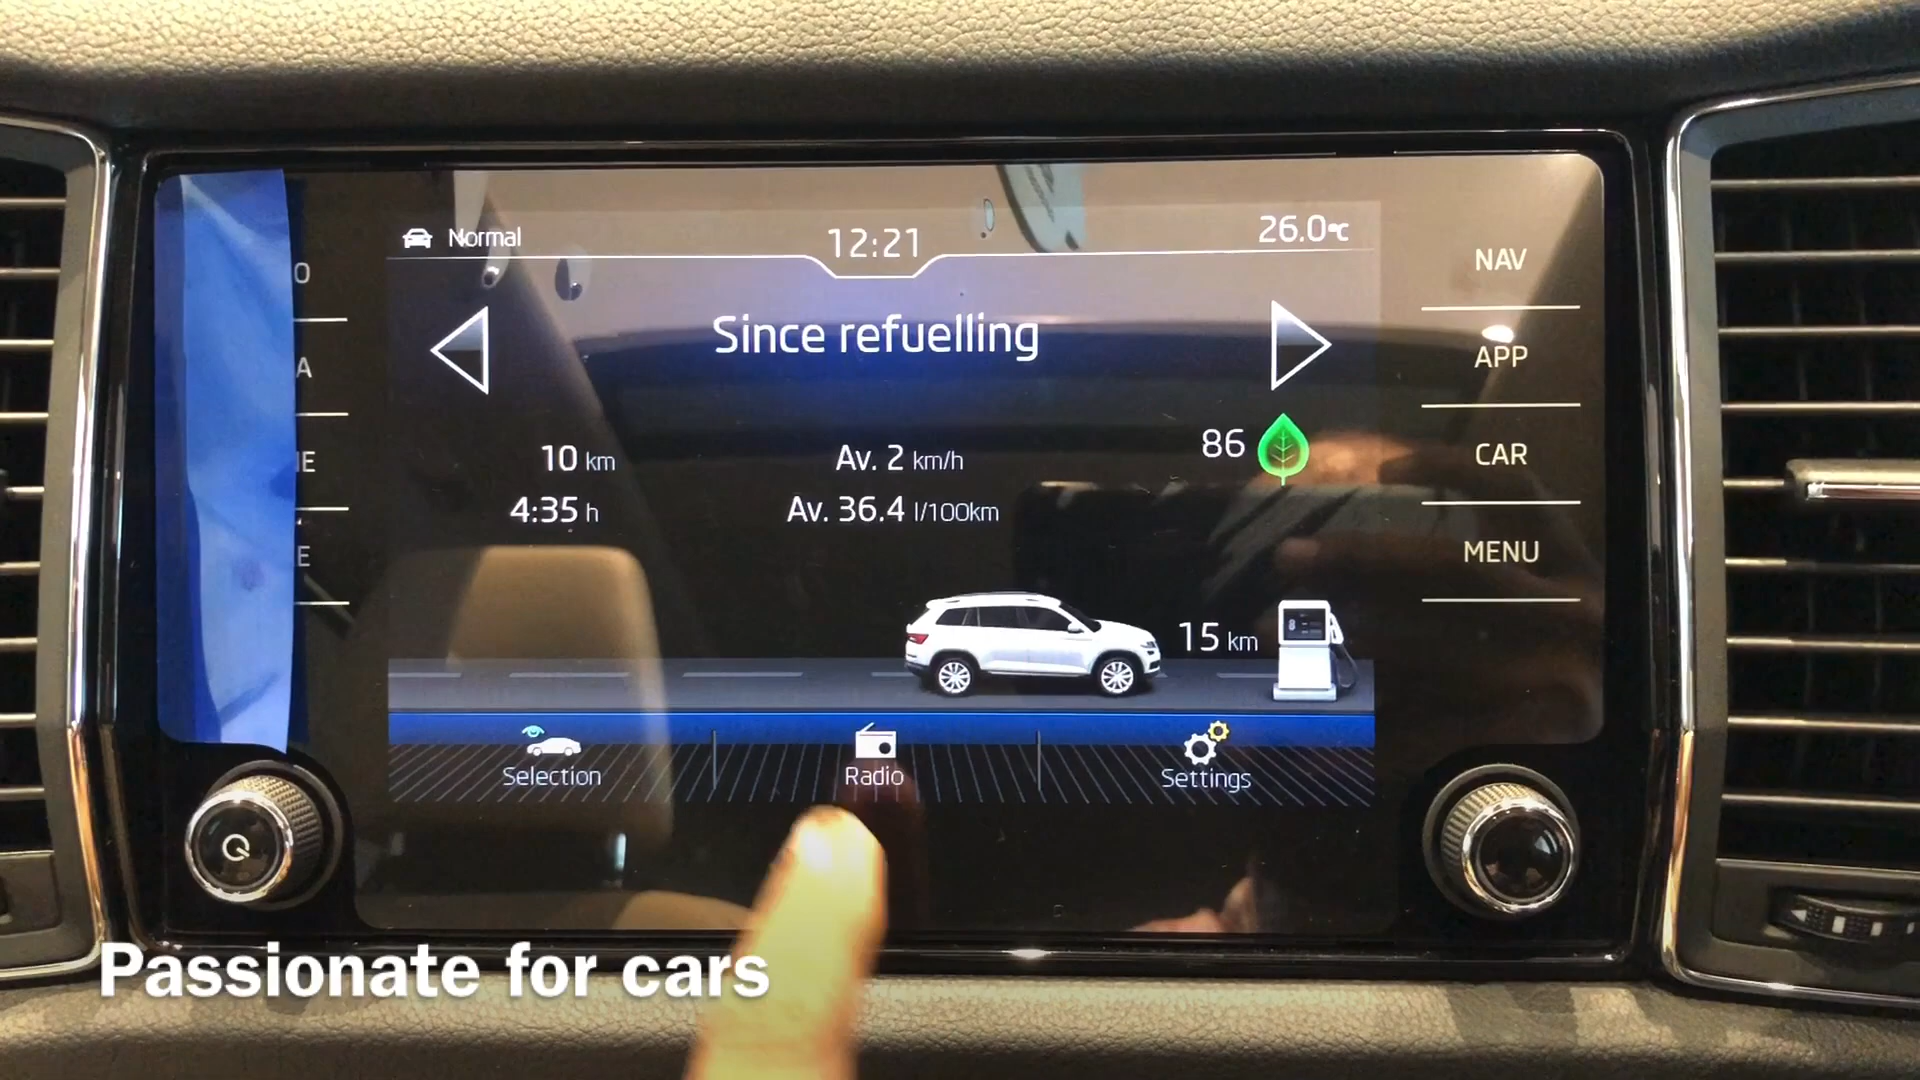 Normal
12:21
26.0°C
Since refuelling
10 km
Av. 2 km/h
86
4:35 h
Av. 36.4 l/100km
15 km
Selection
Radio
Settings
O
A
E
NAV
APP
CAR
MENU
Passionate for cars